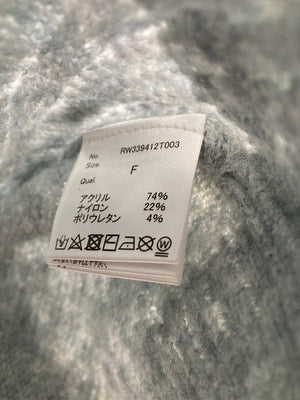 No. RW339412T003
Size. F
Qual.
アクリル 74%
ナイロン 22%
ポリウレタン 4%
W